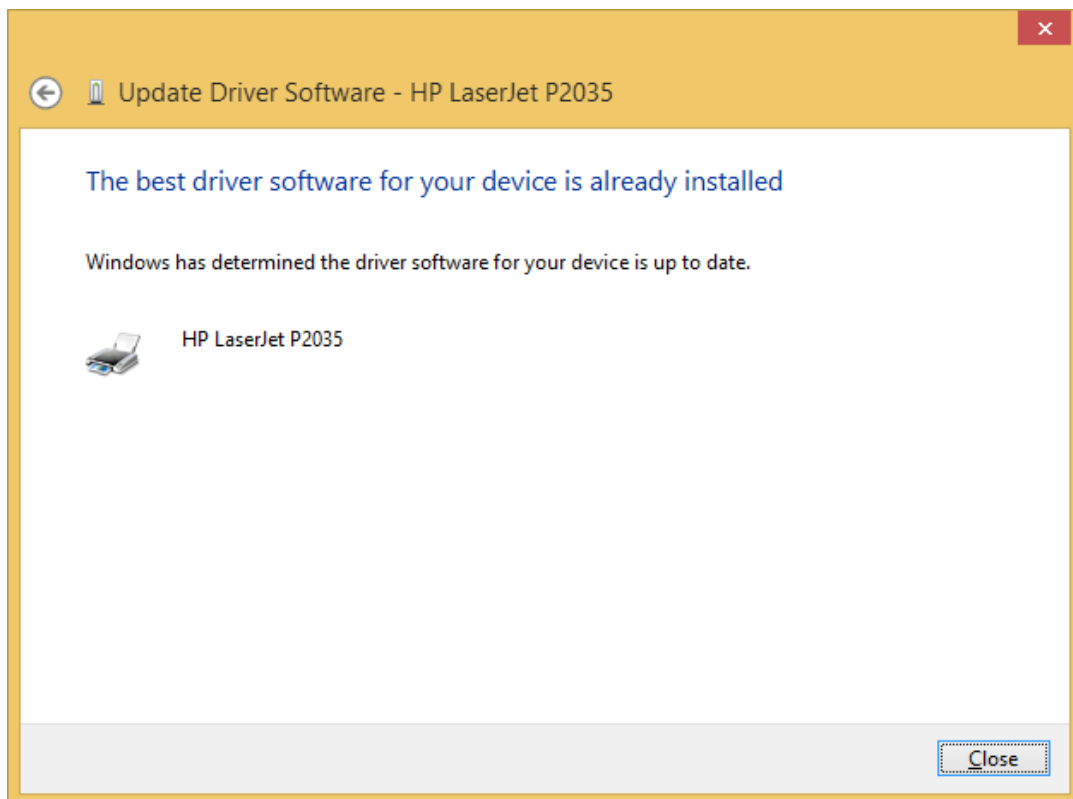 Update Driver Software - HP LaserJet P2035
The best driver software for your device is already installed
Windows has determined the driver software for your device is up to date.
HP LaserJet P2035
Close